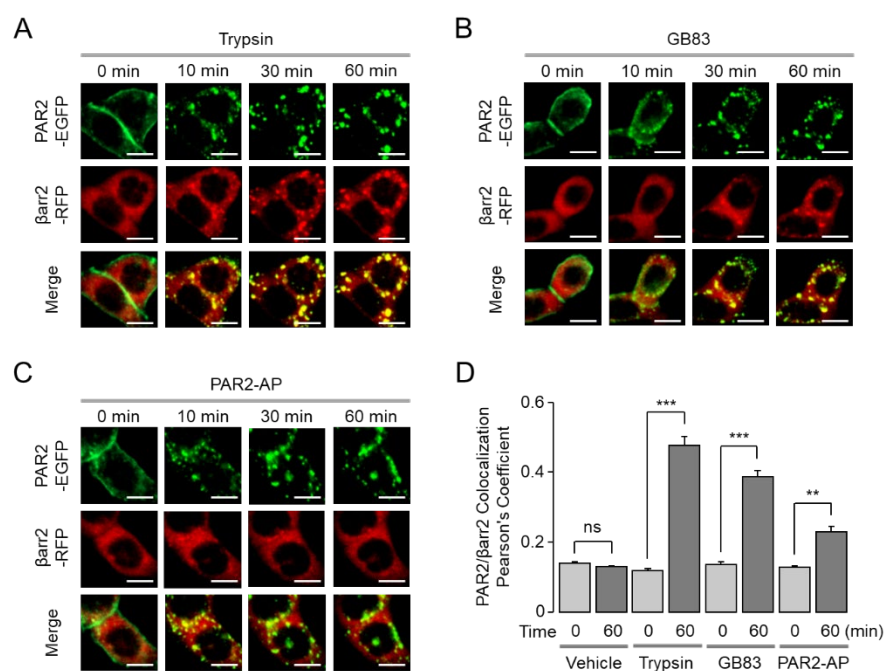 A
Trypsin
0 min 10 min 30 min 60 min
PAR2
-EGFP
βarr2
-RFP
Merge
B
GB83
0 min 10 min 30 min 60 min
PAR2
-EGFP
βarr2
-RFP
Merge
C
PAR2-AP
0 min 10 min 30 min 60 min
PAR2
-EGFP
βarr2
-RFP
Merge
D
PAR2/βarr2 Colocalization
Pearson's Coefficient
0.6
0.4
0.2
0
ns
***
***
**
Time 0 60 0 60 0 60 0 60 (min)
Vehicle Trypsin GB83 PAR2-AP